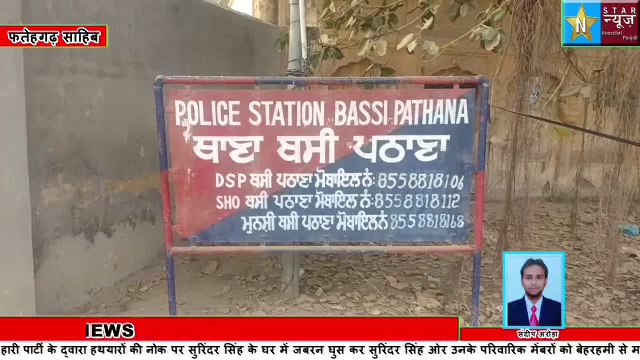 फतेहगढ़ साहिब
STAR
N न्यूज
POLICE STATION BASSI PATHANA
ਥਾਣਾ ਬਸੀ ਪਠਾਣਾ
DSP ਬਸੀ ਪਠਾਣਾ ਮੋਬਾਇਲ ਨੰ: 8558818106
SHO ਬਸੀ ਪਠਾਣਾ ਮੋਬਾਇਲ ਨੰ: 8558818112
ਮੁਨਸ਼ੀ ਬਸੀ ਪਠਾਣਾ ਮੋਬਾਇਲ ਨੰ 8558818168
संदीप अरोड़ा
IEWS
हारी पार्टी के द्वारा हथयारों की नोक पर सुरिंदर सिंह के घर में जबरन घुस कर सुरिंदर सिंह ओर उनके परिवारिक मेंबरों को बेहरहमी से